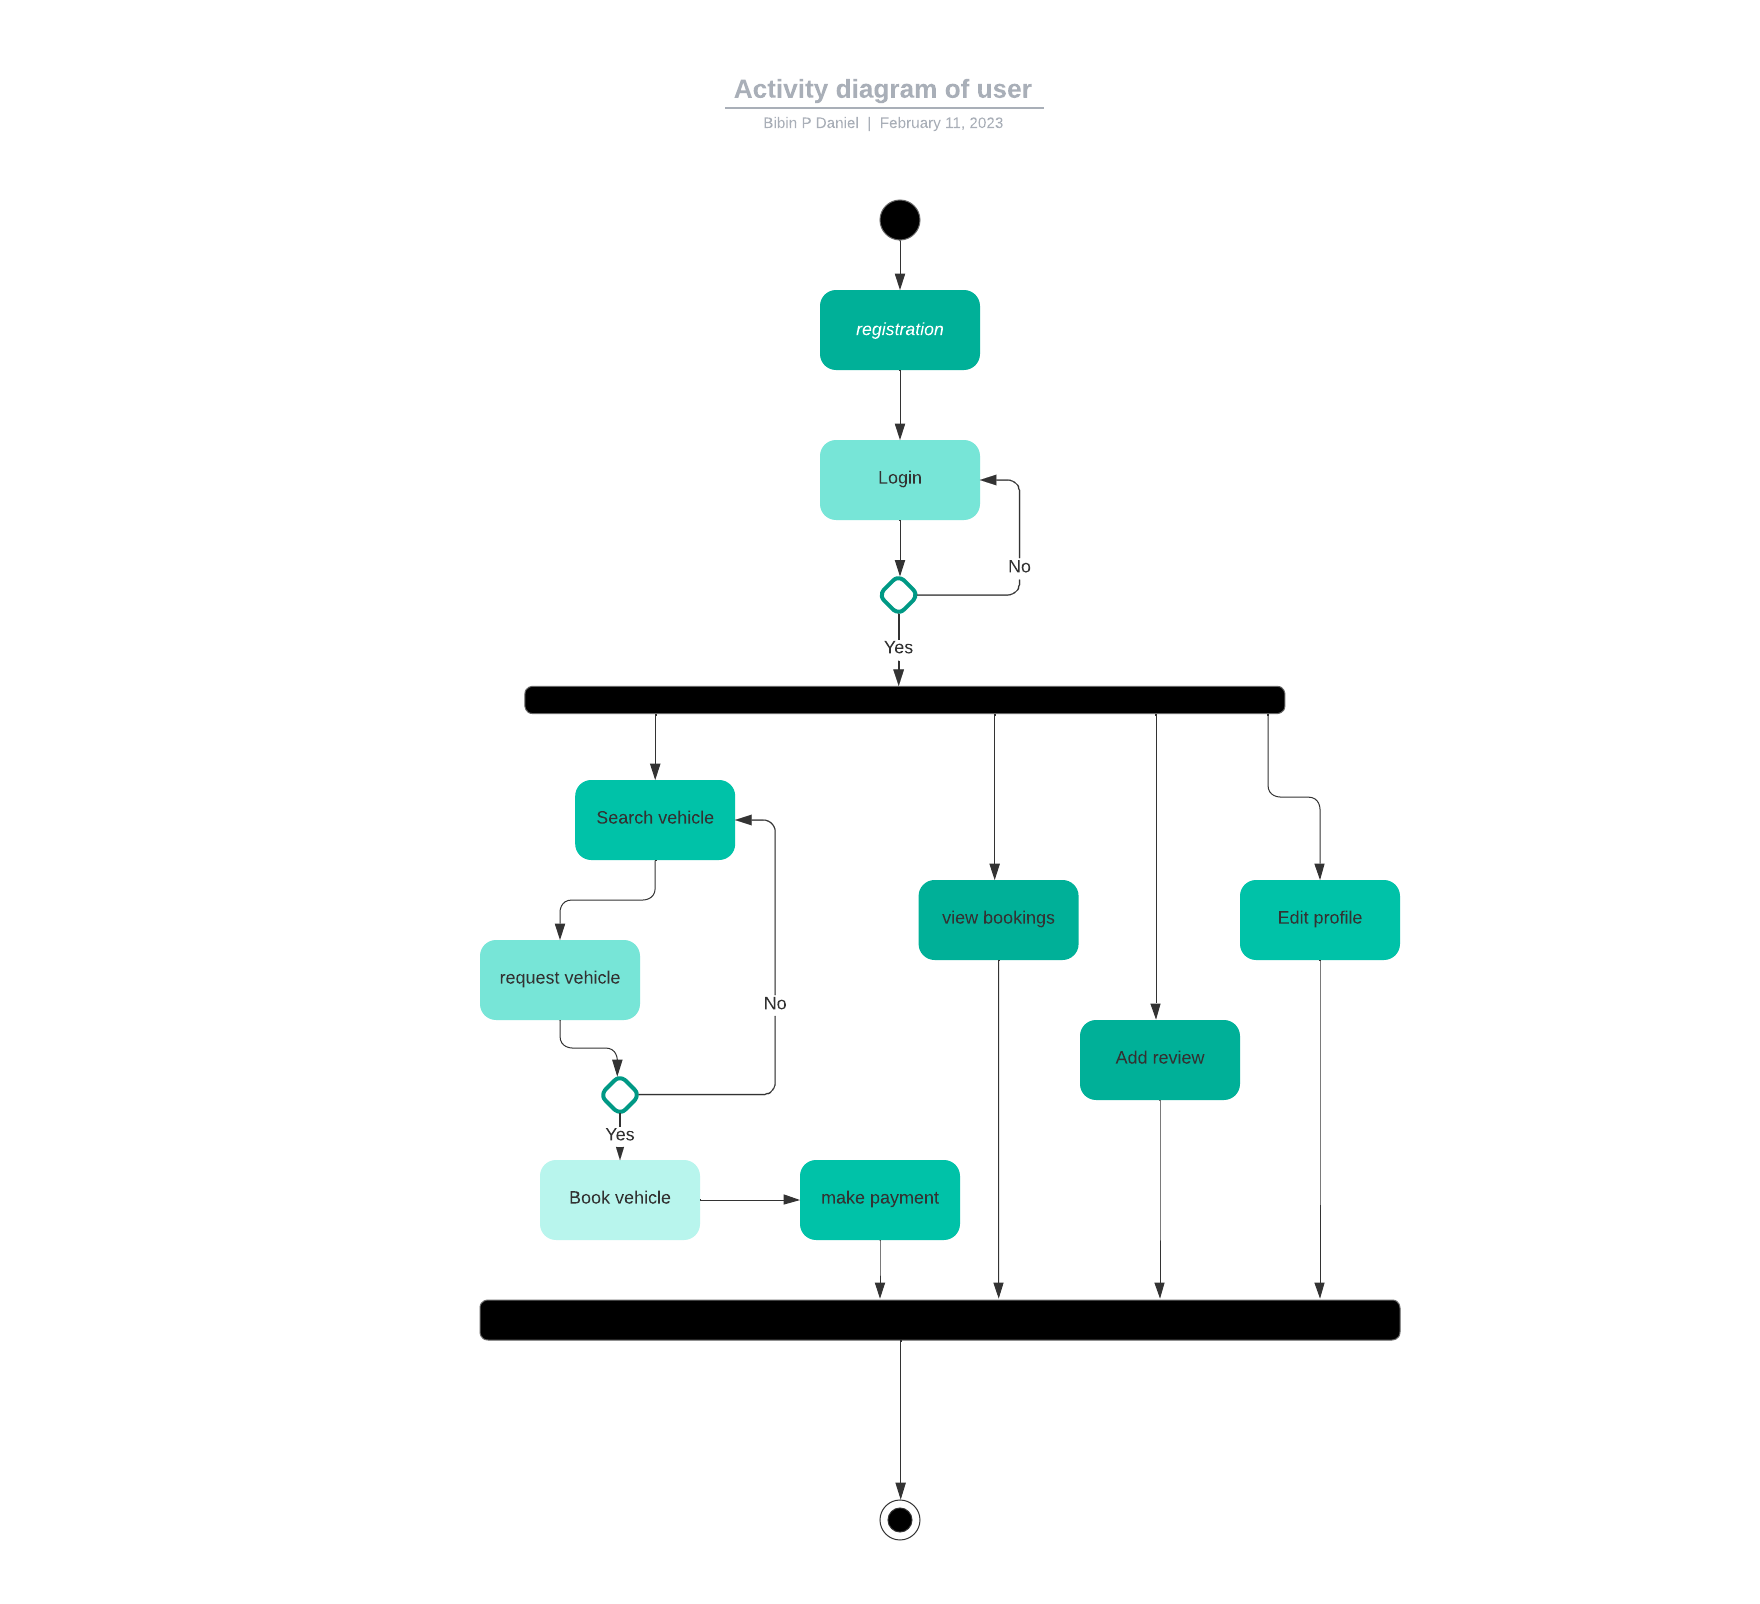 Activity diagram of user
Bibin P Daniel | February 11, 2023
registration
Login
No
Yes
Search vehicle
view bookings
Edit profile
request vehicle
No
Add review
Yes
Book vehicle
make payment